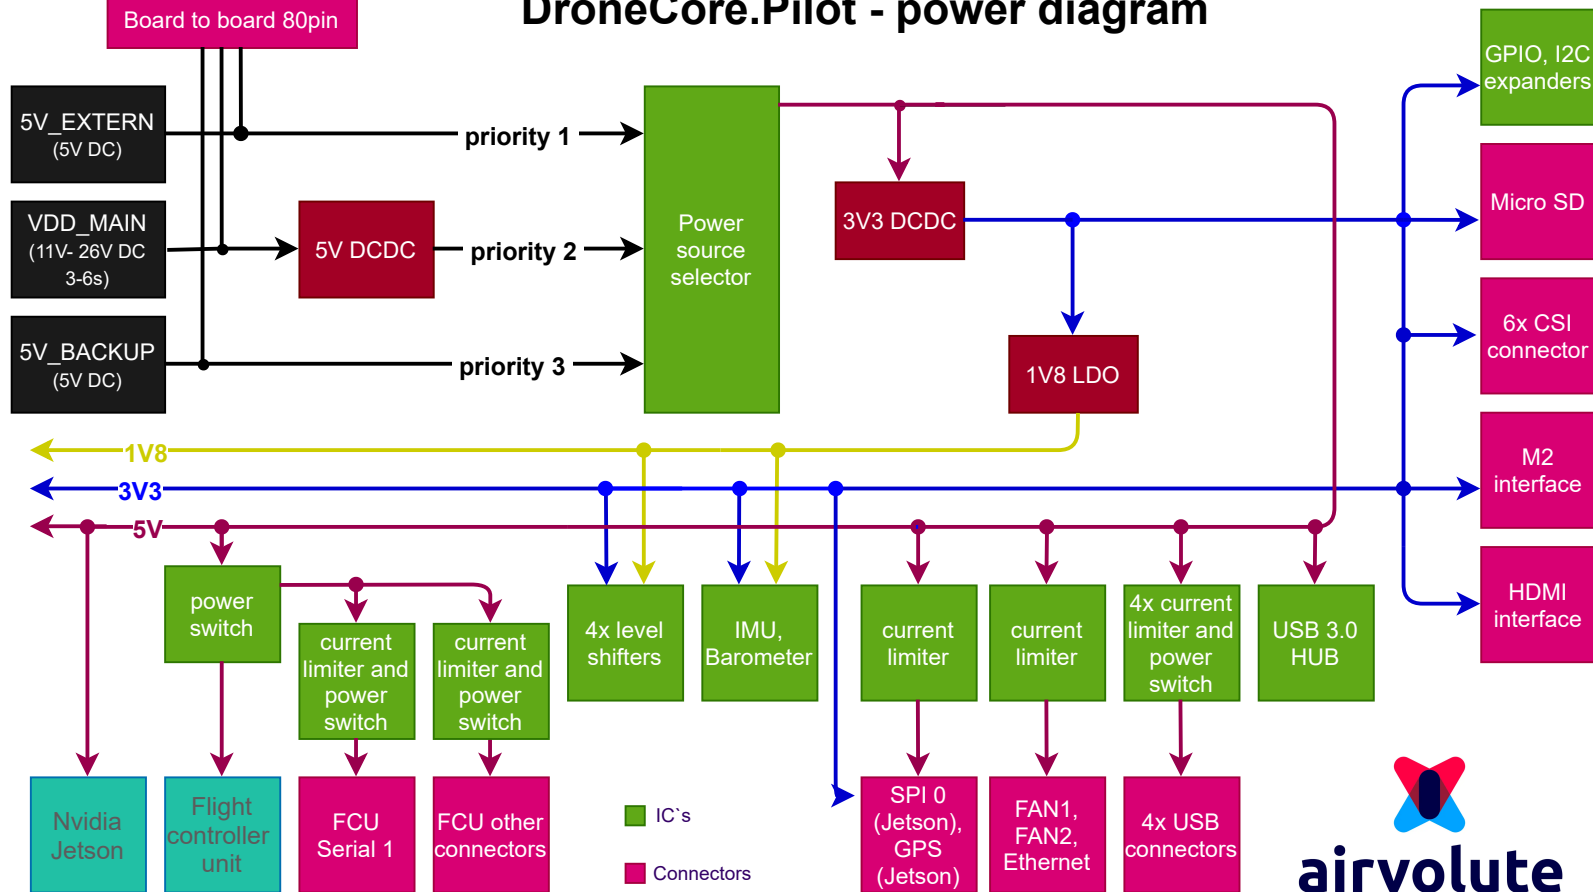 DroneCore.Pilot - power diagram
Board to board 80pin
5V_EXTERN
(5V DC)
priority 1
VDD_MAIN
(11V- 26V DC
3-6s)
5V DCDC
priority 2
5V_BACKUP
(5V DC)
priority 3
Power
source
selector
3V3 DCDC
1V8 LDO
GPIO, I2C
expanders
Micro SD
6x CSI
connector
M2
interface
HDMI
interface
1V8
3V3
5V
power
switch
current
limiter and
power
switch
current
limiter and
power
switch
4x level
shifters
IMU,
Barometer
current
limiter
current
limiter
4x current
limiter and
power
switch
USB 3.0
HUB
Nvidia
Jetson
Flight
controller
unit
FCU
Serial 1
FCU other
connectors
IC`s
Connectors
SPI 0
(Jetson),
GPS
(Jetson)
FAN1,
FAN2,
Ethernet
4x USB
connectors
airvolute